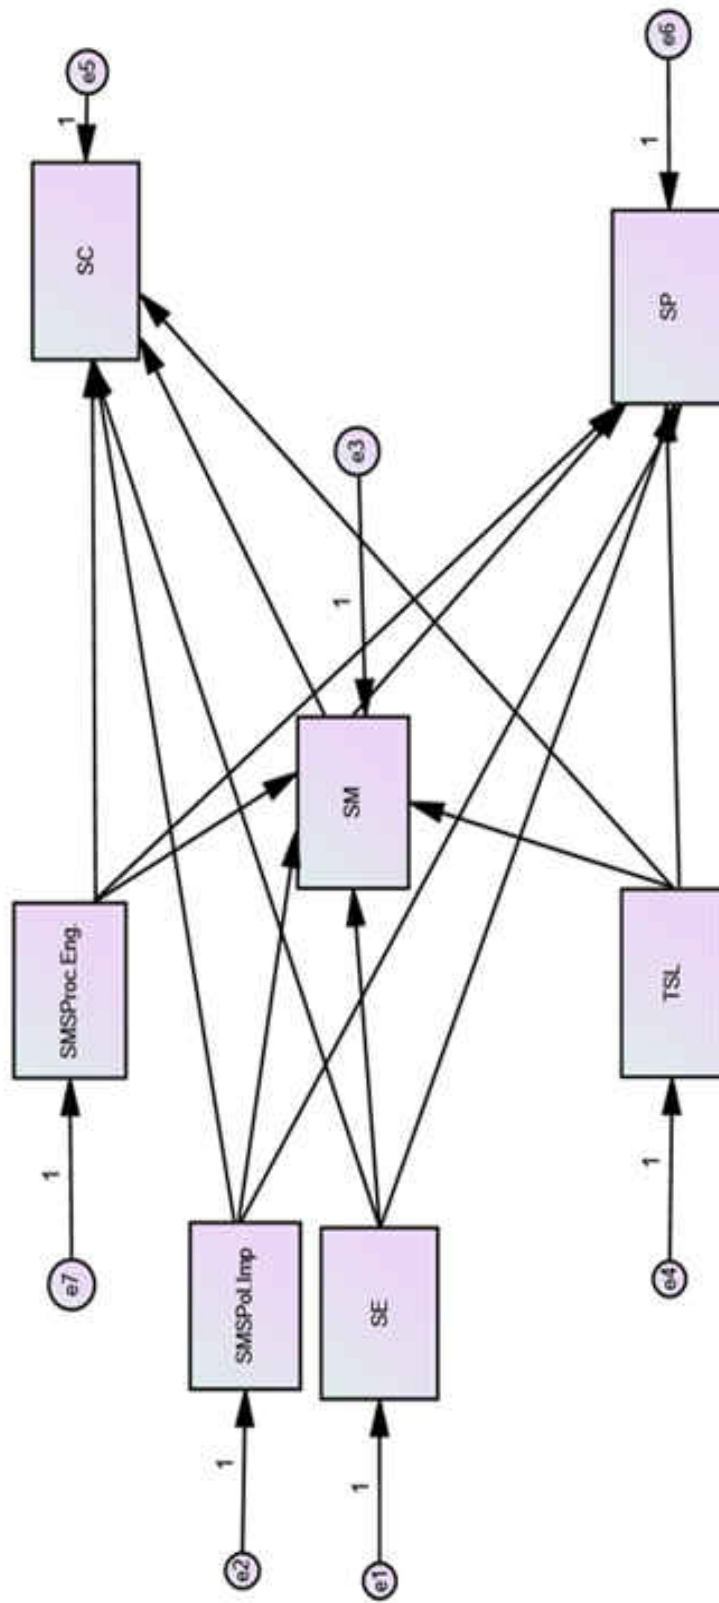 e5
1
SC
e6
1
SP
e3
1
SM
SMSProc.Eng.
1
e7
SMSPol.Imp
1
e2
SE
1
e1
TSL
1
e4